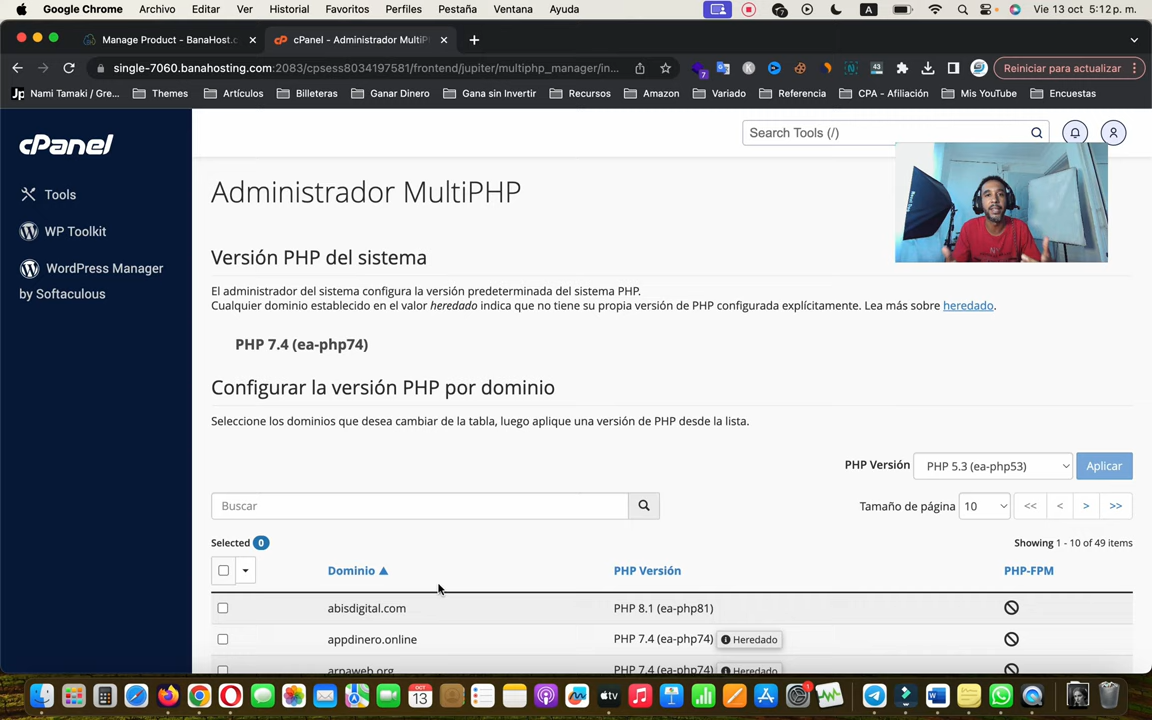 Google Chrome Archivo Editar Ver Historial Favoritos Perfiles Pestaña Ventana Ayuda A Vie 13 oct 5:12 p. m.
Manage Product - BanaHost.c cPanel - Administrador MultiPH
single-7060.banahosting.com:2083/cpsess8034197581/frontend/jupiter/multiphp_manager/in... 7 K 43 Reiniciar para actualizar
Nami Tamaki / Gre... Themes Artículos Billeteras Ganar Dinero Gana sin Invertir Recursos Amazon Variado Referencia CPA - Afiliación Mis YouTube Encuestas
cPanel
Search Tools (/)
Tools
WP Toolkit
WordPress Manager
by Softaculous
Administrador MultiPHP
Versión PHP del sistema
El administrador del sistema configura la versión predeterminada del sistema PHP.
Cualquier dominio establecido en el valor heredado indica que no tiene su propia versión de PHP configurada explícitamente. Lea más sobre heredado.
PHP 7.4 (ea-php74)
Configurar la versión PHP por dominio
Seleccione los dominios que desea cambiar de la tabla, luego aplique una versión de PHP desde la lista.
PHP Versión PHP 5.3 (ea-php53) Aplicar
Buscar Tamaño de página 10 << < > >>
Selected 0 Showing 1 - 10 of 49 items
Dominio PHP Versión PHP-FPM
abisdigital.com PHP 8.1 (ea-php81)
appdinero.online PHP 7.4 (ea-php74) Heredado
arnaweb.org PHP 7.4 (ea-php74) Heredado
OCT 13 tv 1